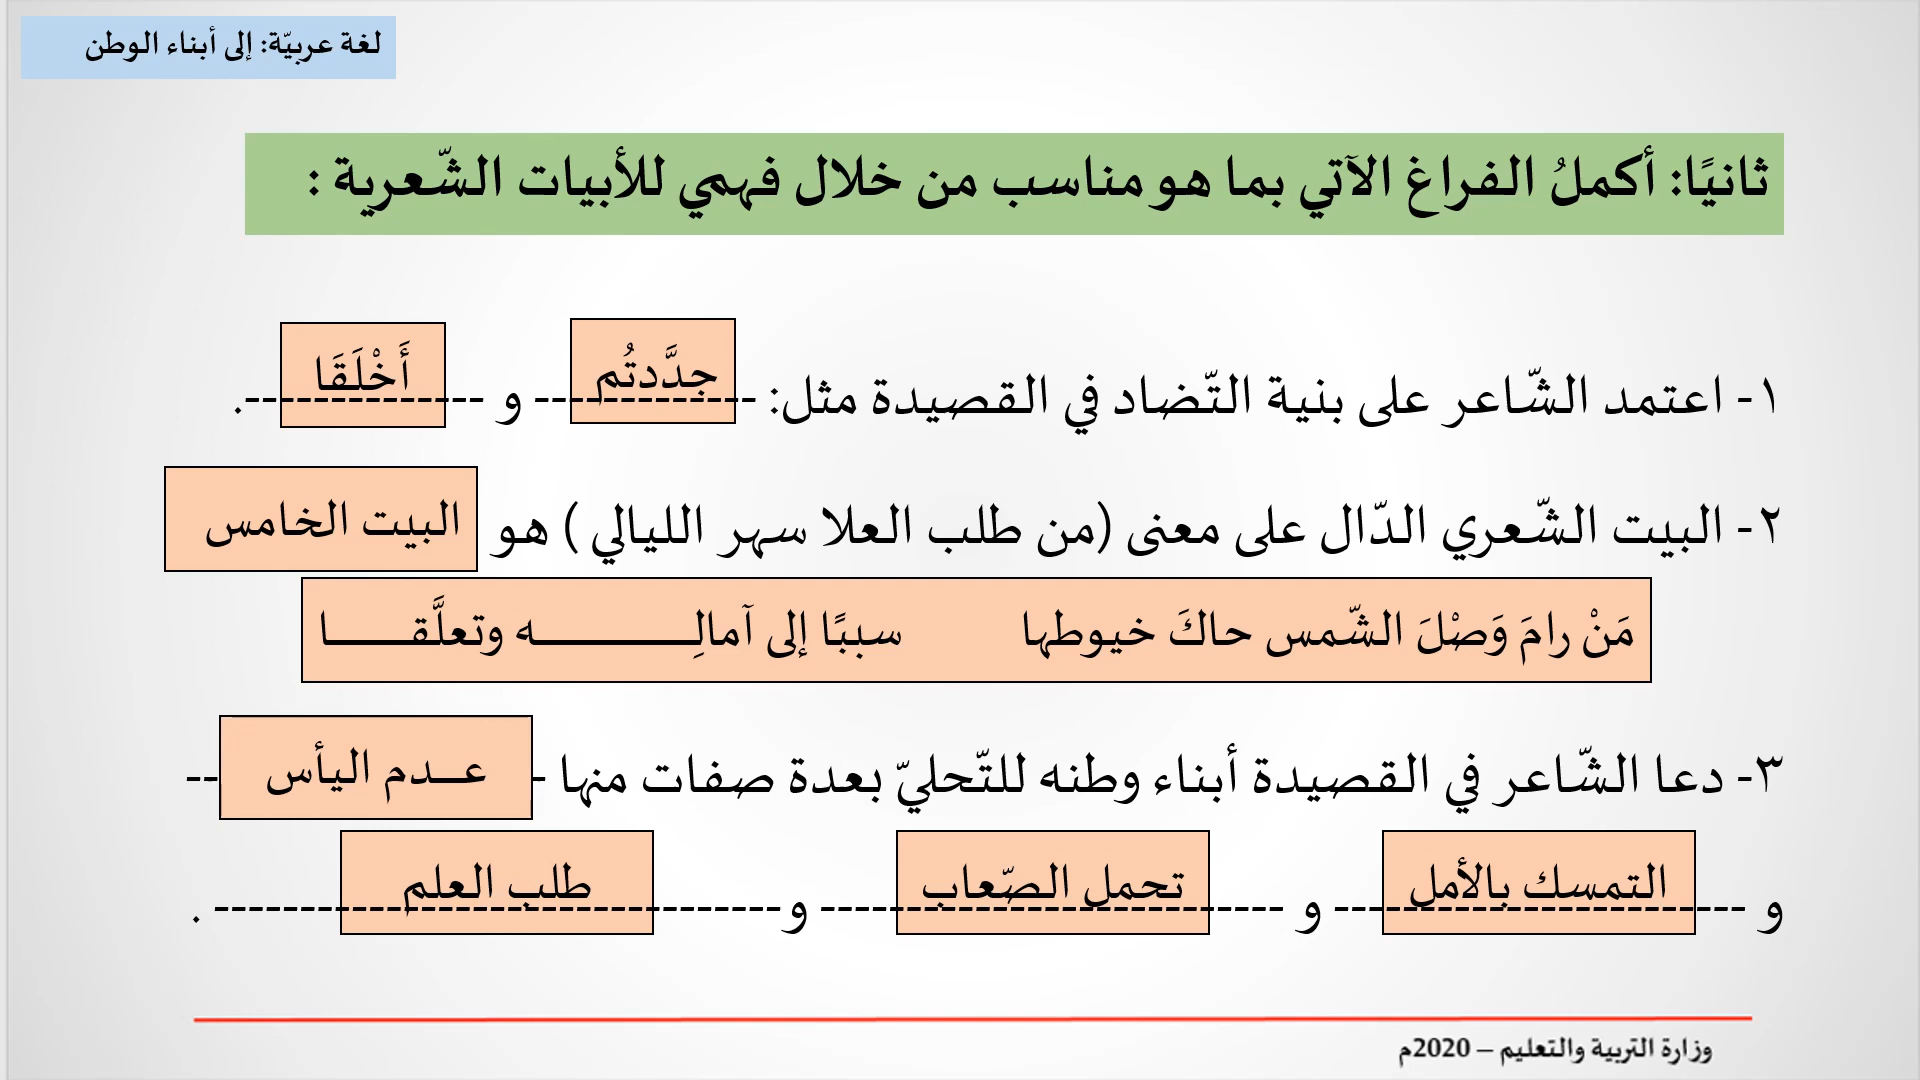 لغة عربيّة: إلى أبناء الوطن
ثانيًا: أكملُ الفراغ الآتي بما هو مناسب من خلال فهمي للأبيات الشّعرية :
١- اعتمد الشّاعر على بنية التّضاد في القصيدة مثل: جدَّدتُم و أَخْلَقَا .
٢- البيت الشّعري الدّال على معنى (من طلب العلا سهر الليالي ) هو البيت الخامس
مَنْ رامَ وَصْلَ الشّمس حاكَ خيوطها سببًا إلى آمالِـــــــــــه وتعلَّقــــــا
٣- دعا الشّاعر في القصيدة أبناء وطنه للتّحليّ بعدة صفات منها - عــدم اليأس --
و التمسك بالأمل و تحمل الصّعاب و طلب العلم .
وزارة التربية والتعليم – 2020م